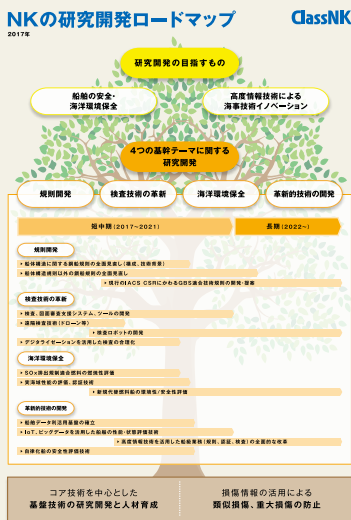 NKの研究開発ロードマップ
ClassNK
2017年
研究開発の目指すもの
船舶の安全・
海洋環境保全
高度情報技術による
海事技術イノベーション
4つの基幹テーマに関する
研究開発
規則開発
検査技術の革新
海洋環境保全
革新的技術の開発
短中期(2017~2021)
長期(2022~)
規則開発
船体構造に関する鋼船規則の全面見直し(構成、技術背景)
船体構造規則以外の鋼船規則の全面見直し
現行のIACS CSRにかわるGBS適合技術規則の開発・提案
検査技術の革新
検査、図面審査支援システム、ツールの開発
遠隔検査技術(ドローン等)
検査ロボットの開発
デジタライゼーションを活用した検査の合理化
海洋環境保全
SOx排出規制適合燃料の燃焼性評価
実海域性能の評価、認証技術
新規代替燃料船の環境性/安全性評価
革新的技術の開発
船舶データ利活用基盤の確立
IoT、ビッグデータを活用した船舶の性能・状態評価技術
高度情報技術を活用した船級業務(規則、認証、検査)の全面的な改革
自律化船の安全性評価技術
コア技術を中心とした
基盤技術の研究開発と人材育成
損傷情報の活用による
類似損傷、重大損傷の防止